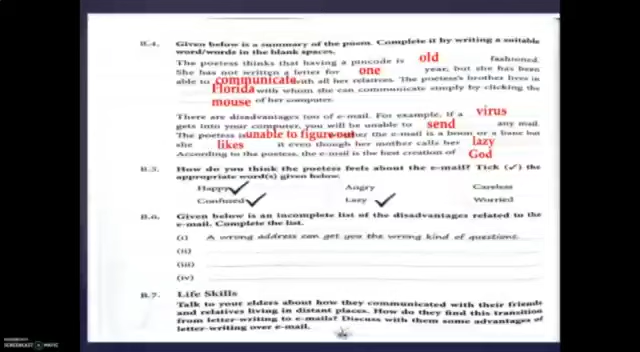 B.4. Given below is a summary of the poem. Complete it by writing a suitable
word/words in the blank spaces.
The poetess thinks that having a pincode is old fashioned.
She has not written a letter for one year, but she has been
able to communicate with all her relatives. The poetess's brother lives in
Florida with whom she can communicate simply by clicking the
mouse of her computer.
There are disadvantages too of e-mail. For example, if a virus
gets into your computer, you will be unable to send any mail.
The poetess is unable to figure out the e-mail is a boon or a bane but
she likes it even though her mother calls her lazy
According to the poetess, the e-mail is the best creation of God
B.5. How do you think the poetess feels about the e-mail? Tick (✓) the
appropriate word(s) given below.
Happy ✓ Angry Careless
Confused ✓ Lazy ✓ Worried
B.6. Given below is an incomplete list of the disadvantages related to the
e-mail. Complete the list.
(i) A wrong address can get you the wrong kind of questions.
(ii)
(iii)
(iv)
B.7. Life Skills
Talk to your elders about how they communicated with their friends
and relatives living in distant places. How do they find this transition
from letter-writing to e-mails? Discuss with them some advantages of
letter-writing over e-mail.